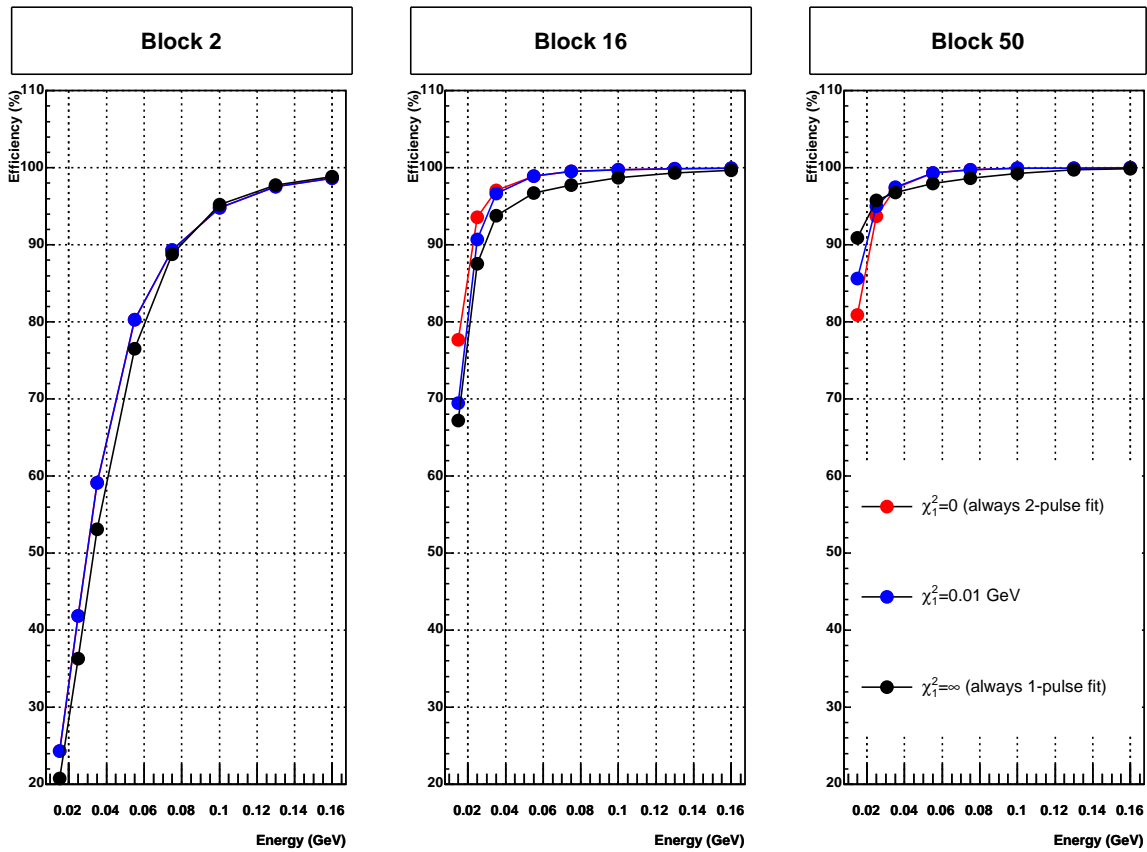 Block 2
Block 16
Block 50
Efficiency (%)
110
100
90
80
70
60
50
40
30
20
0.02 0.04 0.06 0.08 0.1 0.12 0.14 0.16
Energy (GeV)
Efficiency (%)
110
100
90
80
70
60
50
40
30
20
0.02 0.04 0.06 0.08 0.1 0.12 0.14 0.16
Energy (GeV)
Efficiency (%)
110
100
90
80
70
60
50
40
30
20
0.02 0.04 0.06 0.08 0.1 0.12 0.14 0.16
Energy (GeV)
χ²₁=0 (always 2-pulse fit)
χ²₁=0.01 GeV
χ²₁=∞ (always 1-pulse fit)